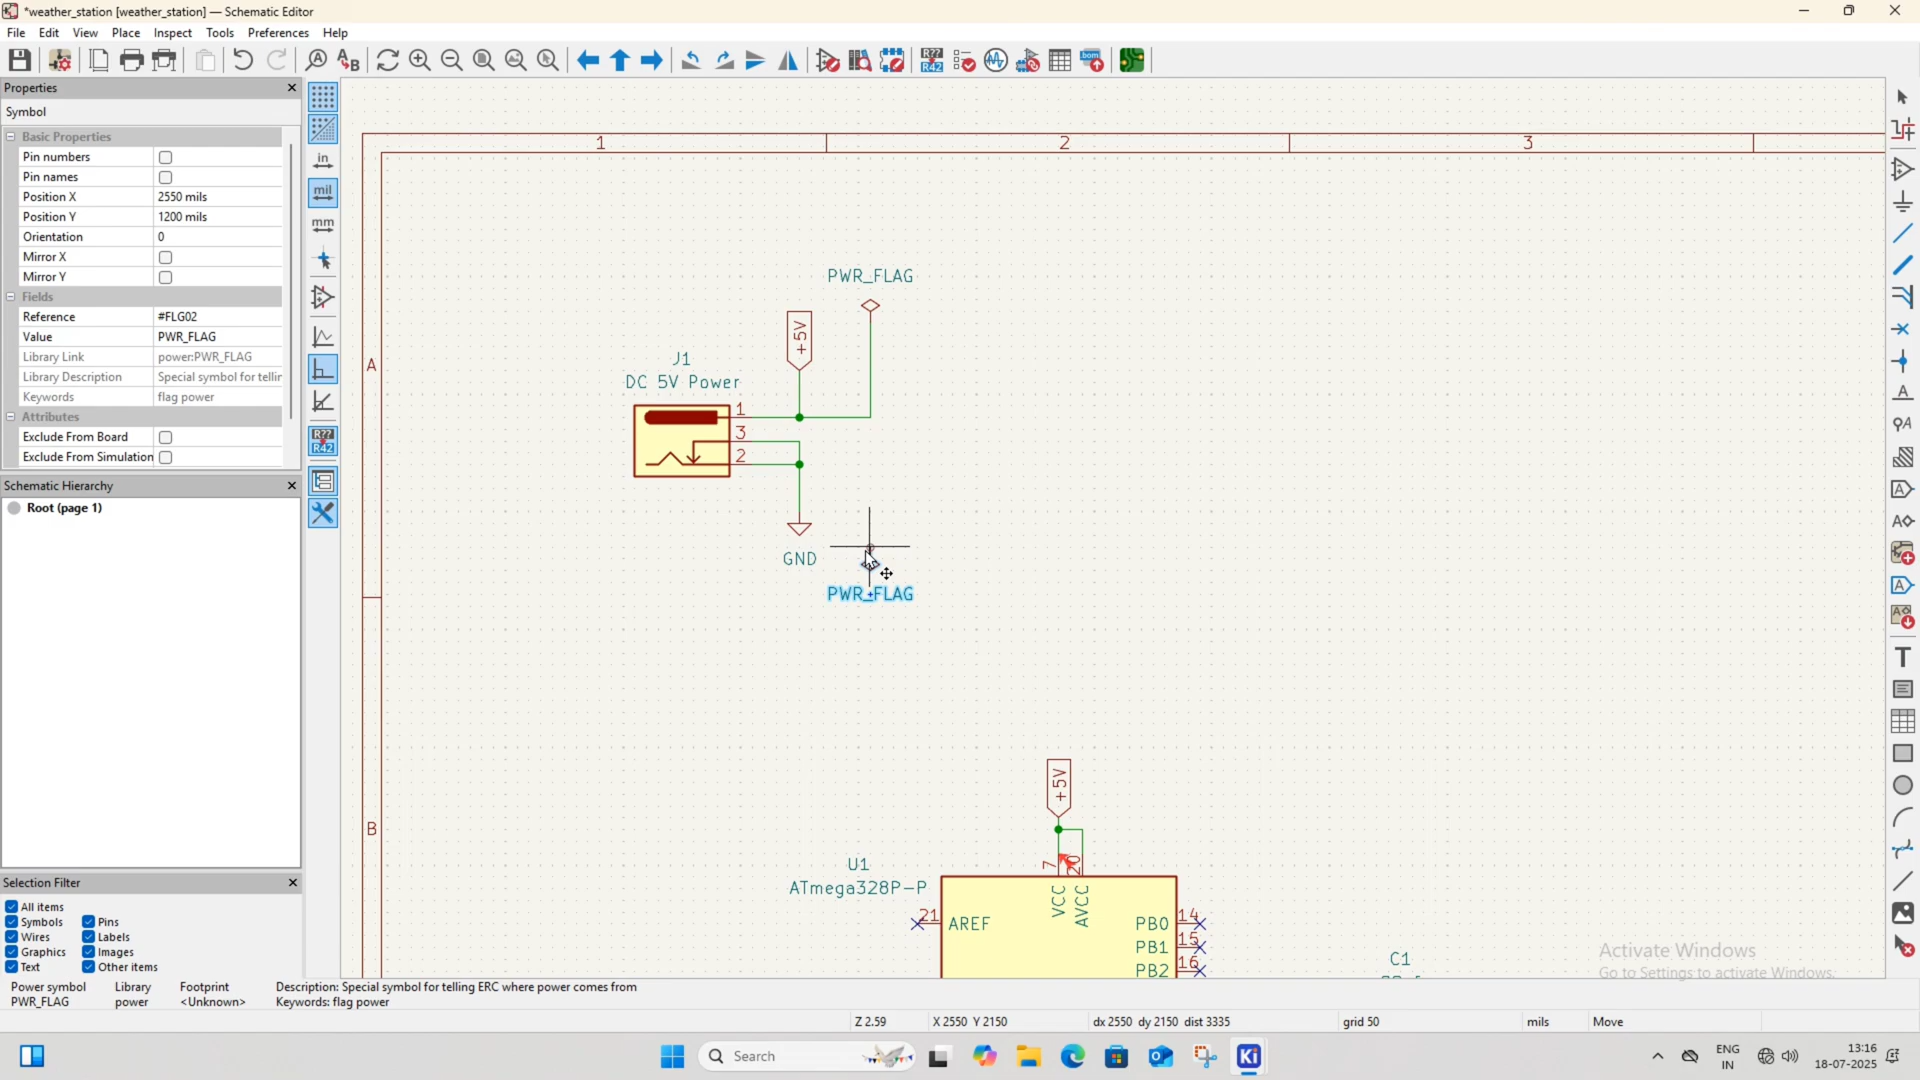 *weather_station [weather_station] — Schematic Editor
File Edit View Place Inspect Tools Preferences Help
Properties
Symbol
Basic Properties
Pin numbers
Pin names
Position X 2550 mils
Position Y 1200 mils
Orientation 0
Mirror X
Mirror Y
Fields
Reference #FLG02
Value PWR_FLAG
Library Link power:PWR_FLAG
Library Description Special symbol for tellir
Keywords flag power
Attributes
Exclude From Board
Exclude From Simulation
Schematic Hierarchy
Root (page 1)
Selection Filter
All items
Symbols Pins
Wires Labels
Graphics Images
Text Other items
in
mil
mm
R??
R42
1 2 3
A
B
PWR_FLAG
+5V
J1
DC 5V Power
1
3
2
GND
PWR_FLAG
+5V
7 20
U1
ATmega328P-P
VCC AVCC
21 AREF
PB0 14
PB1 15
PB2 16
C1
Activate Windows
Go to Settings to activate Windows.
Power symbol Library Footprint Description: Special symbol for telling ERC where power comes from
PWR_FLAG power <Unknown> Keywords: flag power
Z 2.59 X 2550 Y 2150 dx 2550 dy 2150 dist 3335 grid 50 mils Move
Search
Ki
ENG
IN
13:16
18-07-2025